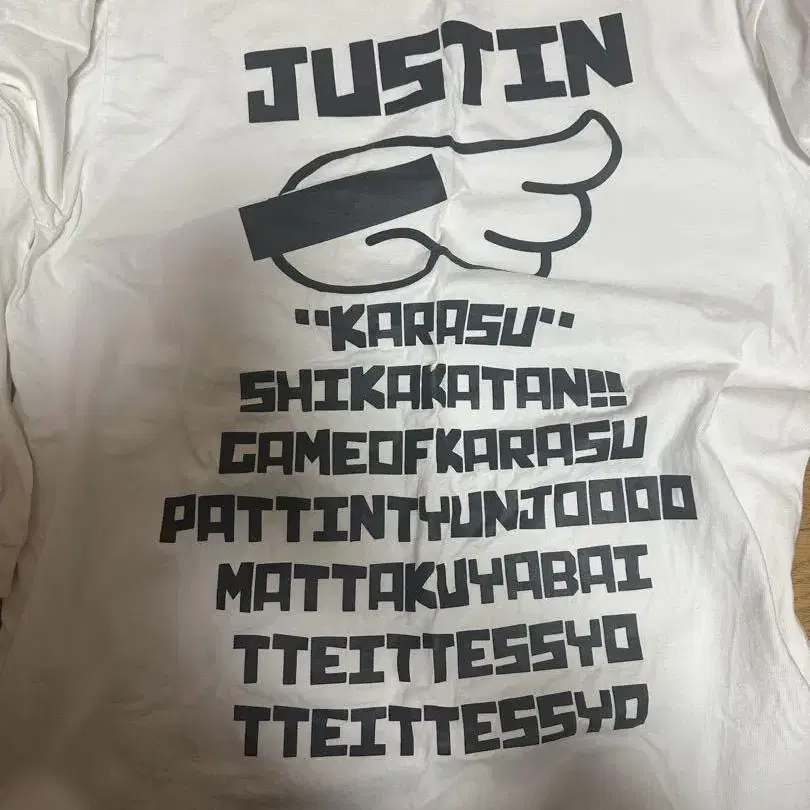 JUSTIN
"KARASU"
SHIKAKATAN!!
GAMEOFKARASU
PATTINTYUNJOOOO
MATTAKUYABAI
TTEITTESSYO
TTEITTESSYO